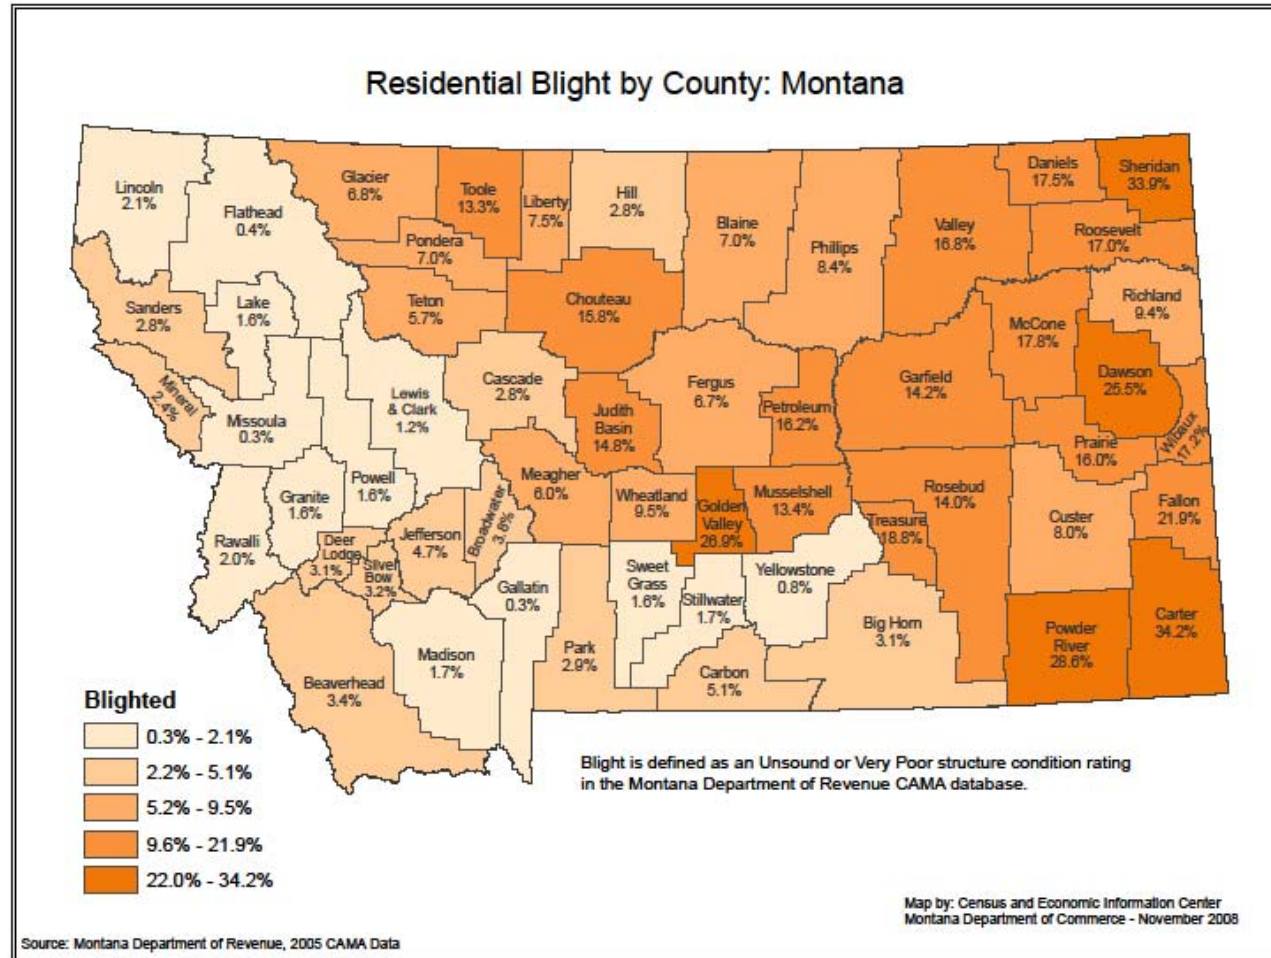 Residential Blight by County: Montana
Lincoln
2.1%
Flathead
0.4%
Glacier
6.8%
Toole
13.3%
Liberty
7.5%
Hill
2.8%
Blaine
7.0%
Phillips
8.4%
Valley
16.8%
Daniels
17.5%
Sheridan
33.9%
Roosevelt
17.0%
Pondera
7.0%
Teton
5.7%
Chouteau
15.8%
Richland
9.4%
McCone
17.8%
Dawson
25.5%
Sanders
2.8%
Lake
1.6%
Mineral
2.4%
Missoula
0.3%
Lewis
& Clark
1.2%
Cascade
2.8%
Judith
Basin
14.8%
Fergus
6.7%
Petroleum
16.2%
Garfield
14.2%
Prairie
16.0%
Wibaux
17.2%
Powell
1.6%
Granite
1.6%
Ravalli
2.0%
Deer
Lodge
3.1%
Silver
Bow
3.2%
Jefferson
4.7%
Broadwater
3.8%
Meagher
6.0%
Wheatland
9.5%
Golden
Valley
26.9%
Musselshell
13.4%
Treasure
18.8%
Rosebud
14.0%
Custer
8.0%
Fallon
21.9%
Gallatin
0.3%
Sweet
Grass
1.6%
Stillwater
1.7%
Yellowstone
0.8%
Big Horn
3.1%
Powder
River
28.6%
Carter
34.2%
Beaverhead
3.4%
Madison
1.7%
Park
2.9%
Carbon
5.1%
Blighted
0.3% - 2.1%
2.2% - 5.1%
5.2% - 9.5%
9.6% - 21.9%
22.0% - 34.2%
Blight is defined as an Unsound or Very Poor structure condition rating
in the Montana Department of Revenue CAMA database.
Map by: Census and Economic Information Center
Montana Department of Commerce - November 2008
Source: Montana Department of Revenue, 2005 CAMA Data